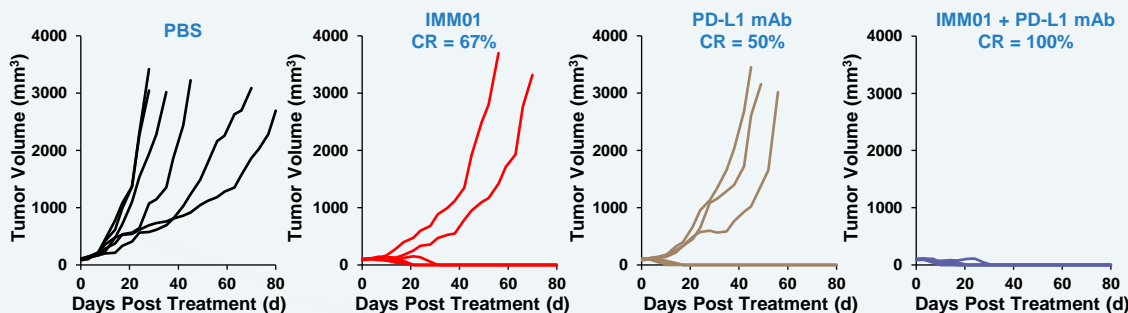 PBS
4000
3000
2000
1000
0
0 20 40 60 80
Tumor Volume (mm3)
Days Post Treatment (d)
IMM01
CR = 67%
4000
3000
2000
1000
0
0 20 40 60 80
Tumor Volume (mm3)
Days Post Treatment (d)
PD-L1 mAb
CR = 50%
4000
3000
2000
1000
0
0 20 40 60 80
Tumor Volume (mm3)
Days Post Treatment (d)
IMM01 + PD-L1 mAb
CR = 100%
4000
3000
2000
1000
0
0 20 40 60 80
Tumor Volume (mm3)
Days Post Treatment (d)